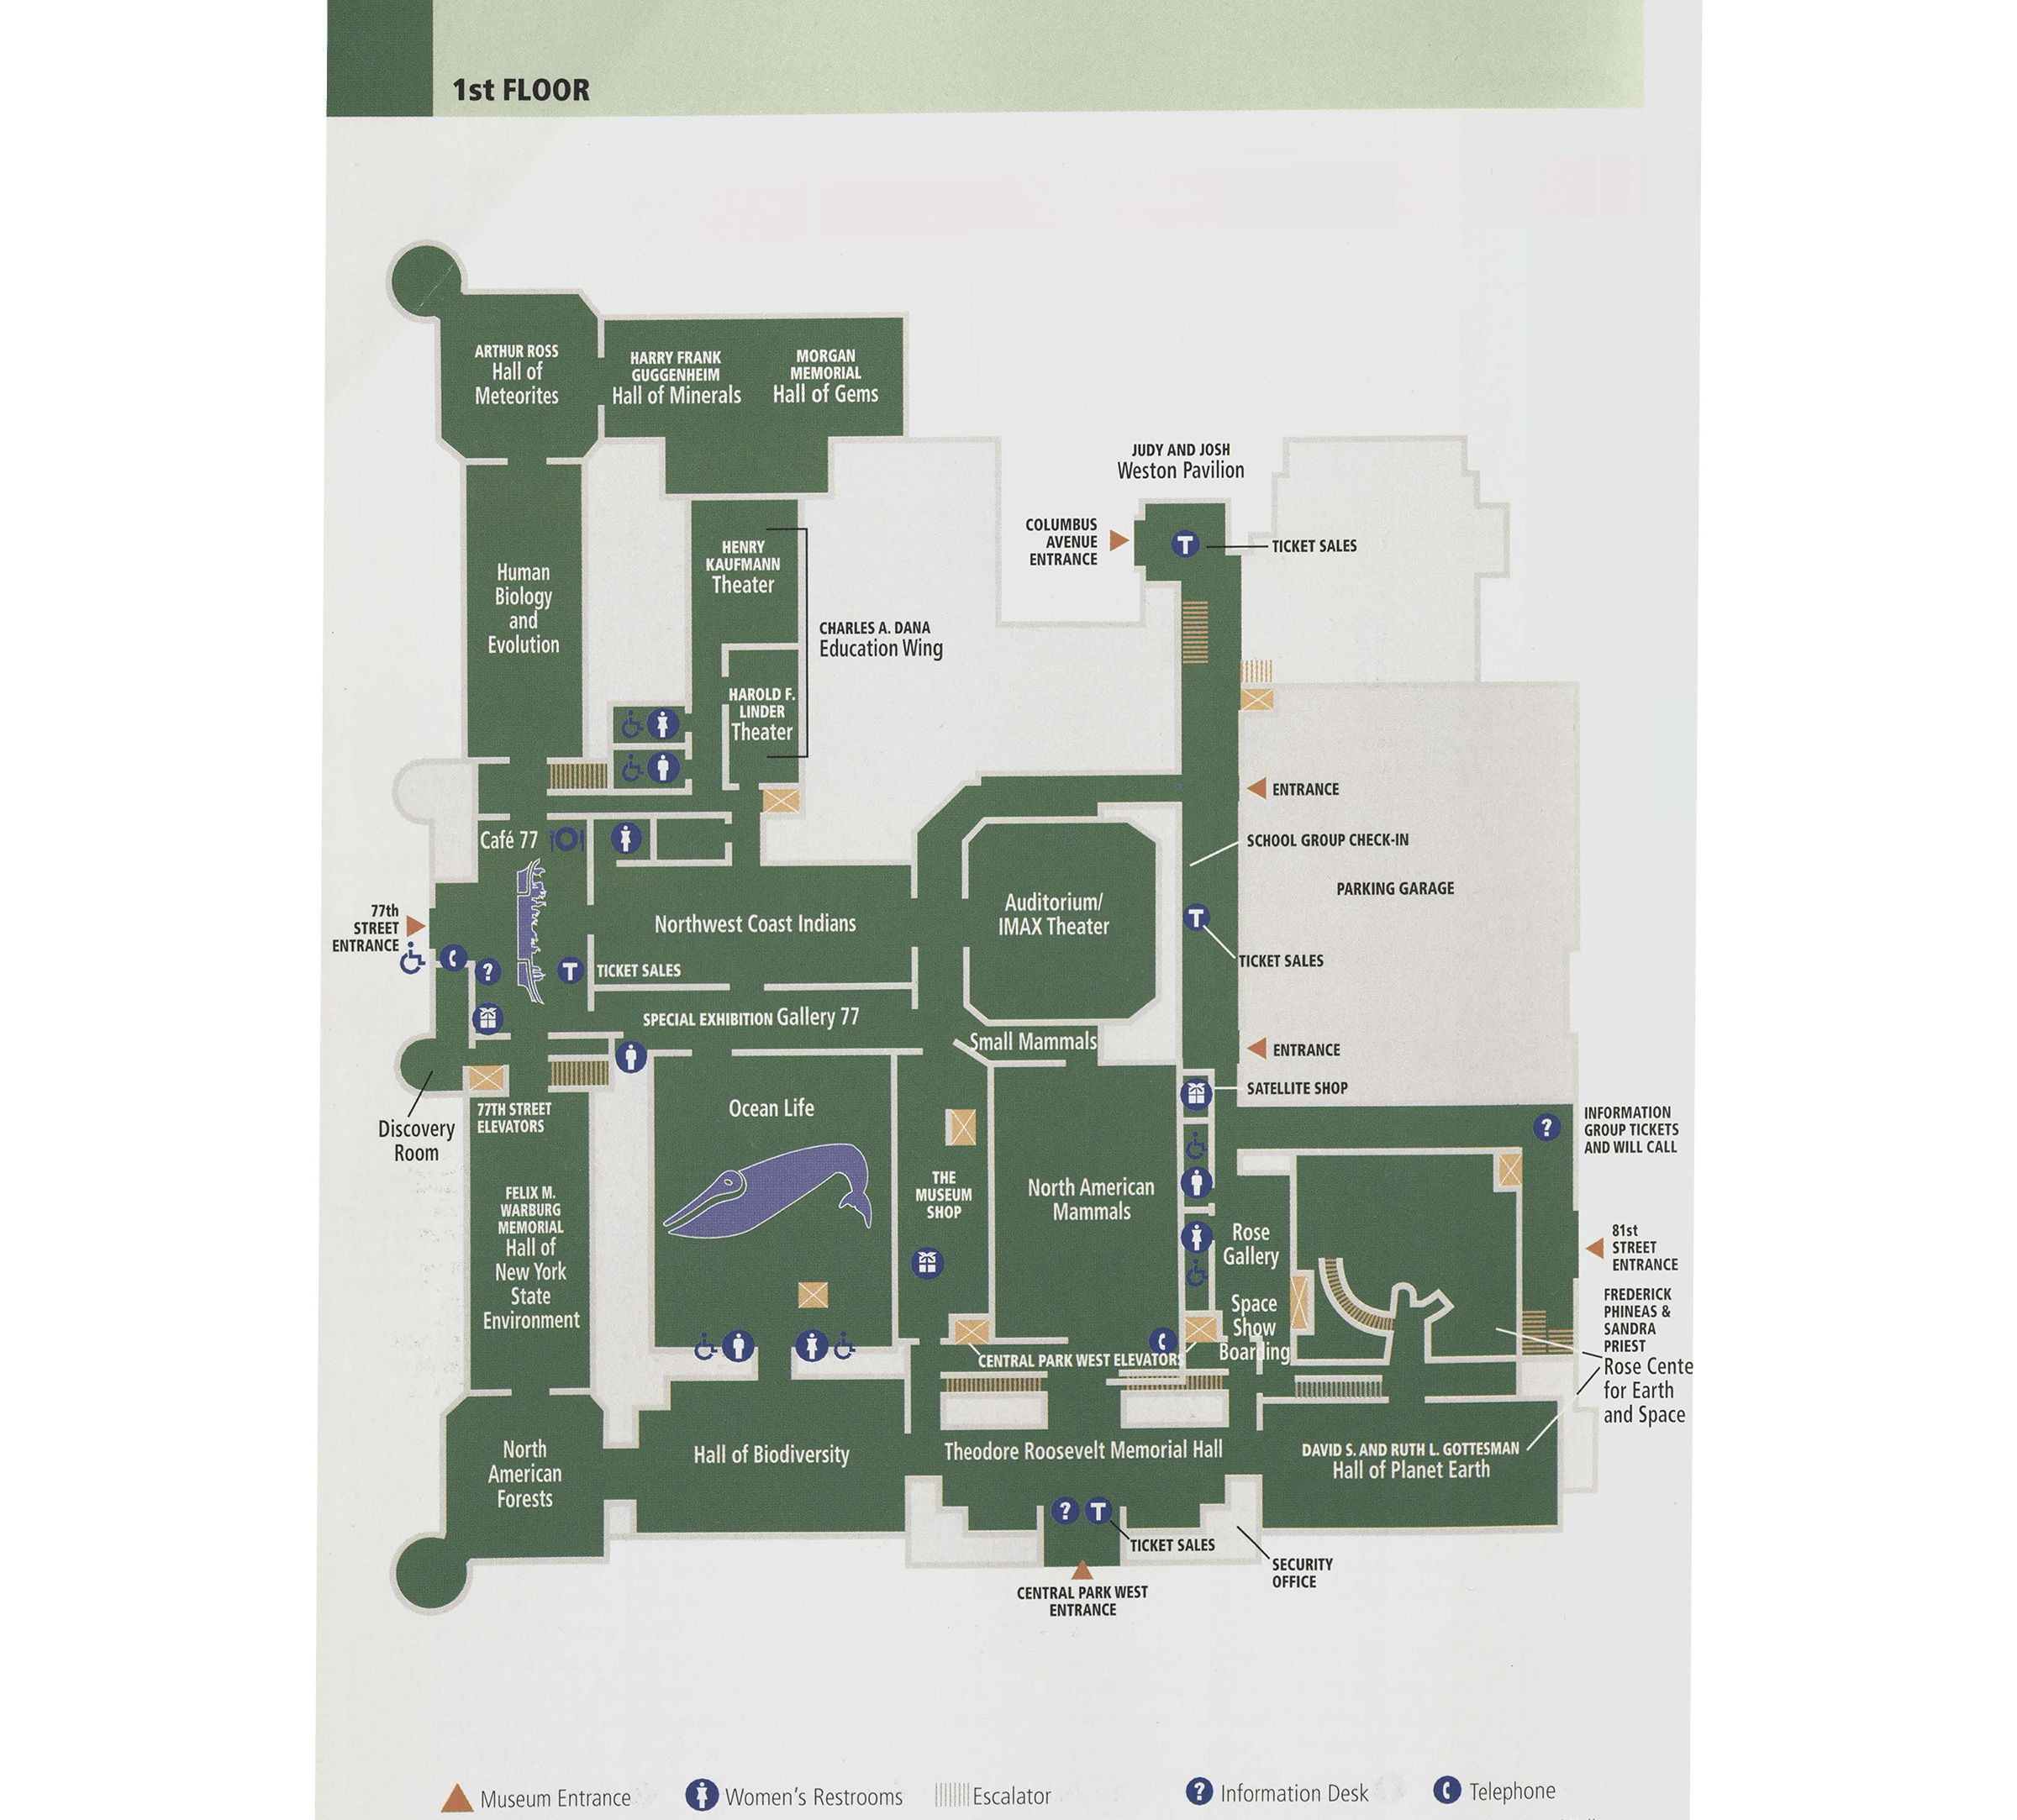 1st FLOOR
ARTHUR ROSS
Hall of
Meteorites
HARRY FRANK
GUGGENHEIM
Hall of Minerals
MORGAN
MEMORIAL
Hall of Gems
JUDY AND JOSH
Weston Pavilion
COLUMBUS
AVENUE
ENTRANCE
T
TICKET SALES
HENRY
KAUFMANN
Theater
Human
Biology
and
Evolution
CHARLES A. DANA
Education Wing
HAROLD F.
LINDER
Theater
ENTRANCE
Café 77
SCHOOL GROUP CHECK-IN
PARKING GARAGE
Auditorium/
IMAX Theater
77th
STREET
ENTRANCE
Northwest Coast Indians
T
TICKET SALES
?
T
TICKET SALES
SPECIAL EXHIBITION Gallery 77
Small Mammals
ENTRANCE
SATELLITE SHOP
77TH STREET
ELEVATORS
Discovery
Room
Ocean Life
?
INFORMATION
GROUP TICKETS
AND WILL CALL
THE
MUSEUM
SHOP
North American
Mammals
FELIX M.
WARBURG
MEMORIAL
Hall of
New York
State
Environment
Rose
Gallery
81st
STREET
ENTRANCE
Space
Show
Boarding
FREDERICK
PHINEAS &
SANDRA
PRIEST
Rose Cente
for Earth
and Space
CENTRAL PARK WEST ELEVATORS
North
American
Forests
Hall of Biodiversity
Theodore Roosevelt Memorial Hall
DAVID S. AND RUTH L. GOTTESMAN
Hall of Planet Earth
?
T
TICKET SALES
SECURITY
OFFICE
CENTRAL PARK WEST
ENTRANCE
Museum Entrance
Women's Restrooms
Escalator
?
Information Desk
Telephone